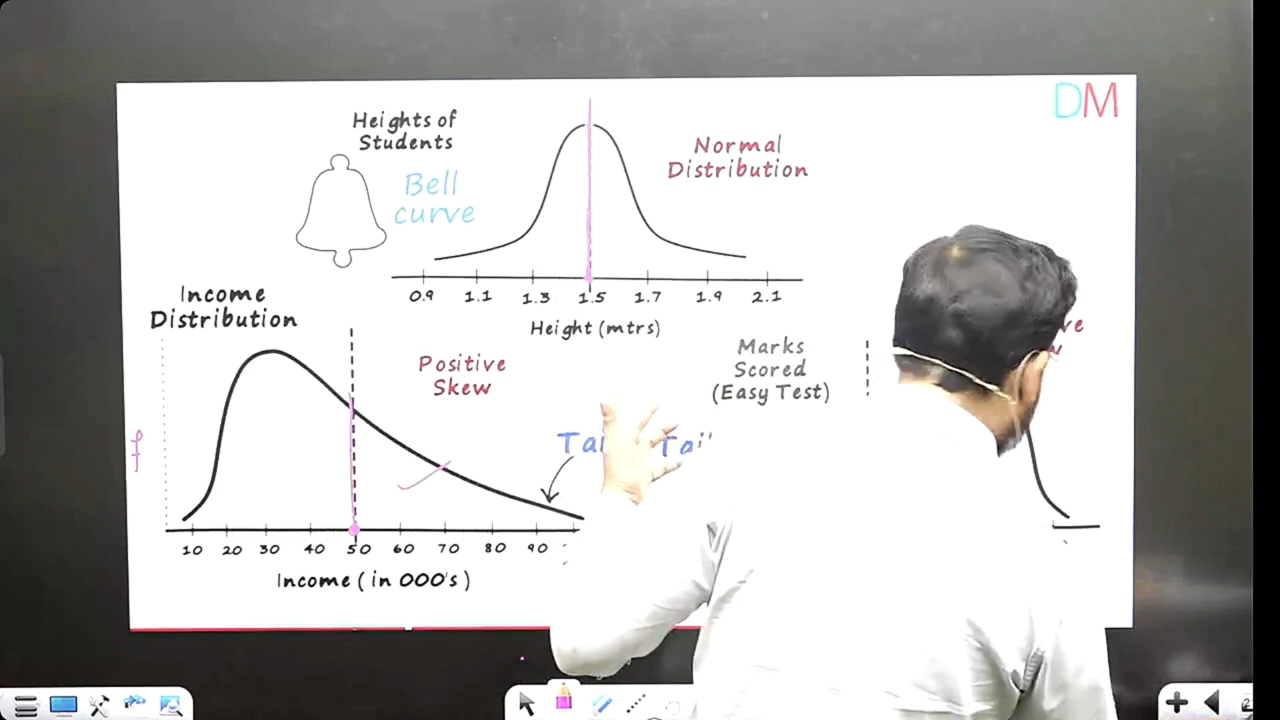 DM
Heights of
Students
Bell
curve
Normal
Distribution
0.9 1.1 1.3 1.5 1.7 1.9 2.1
Height (mtrs)
Income
Distribution
Positive
Skew
Marks
Scored
(Easy Test)
f
10 20 30 40 50 60 70 80 90
Income (in 000's)